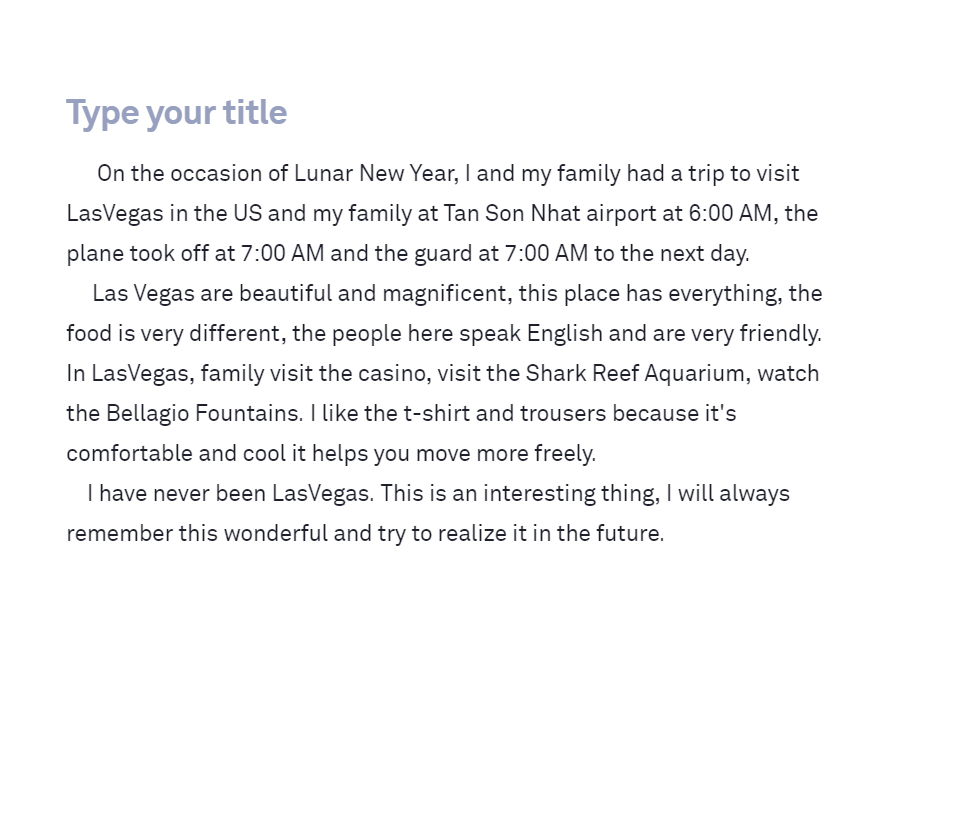 Type your title
On the occasion of Lunar New Year, I and my family had a trip to visit
LasVegas in the US and my family at Tan Son Nhat airport at 6:00 AM, the
plane took off at 7:00 AM and the guard at 7:00 AM to the next day.
Las Vegas are beautiful and magnificent, this place has everything, the
food is very different, the people here speak English and are very friendly.
In LasVegas, family visit the casino, visit the Shark Reef Aquarium, watch
the Bellagio Fountains. I like the t-shirt and trousers because it's
comfortable and cool it helps you move more freely.
I have never been LasVegas. This is an interesting thing, I will always
remember this wonderful and try to realize it in the future.